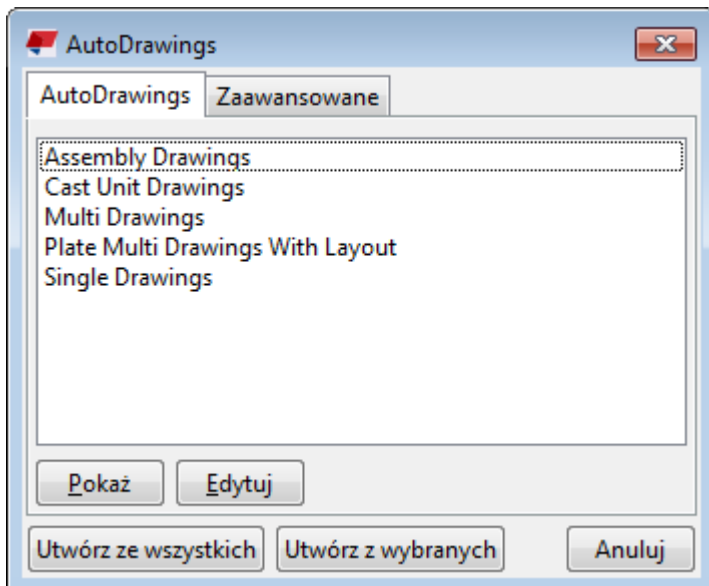 AutoDrawings
AutoDrawings Zaawansowane
Assembly Drawings
Cast Unit Drawings
Multi Drawings
Plate Multi Drawings With Layout
Single Drawings
Pokaż Edytuj
Utwórz ze wszystkich Utwórz z wybranych Anuluj